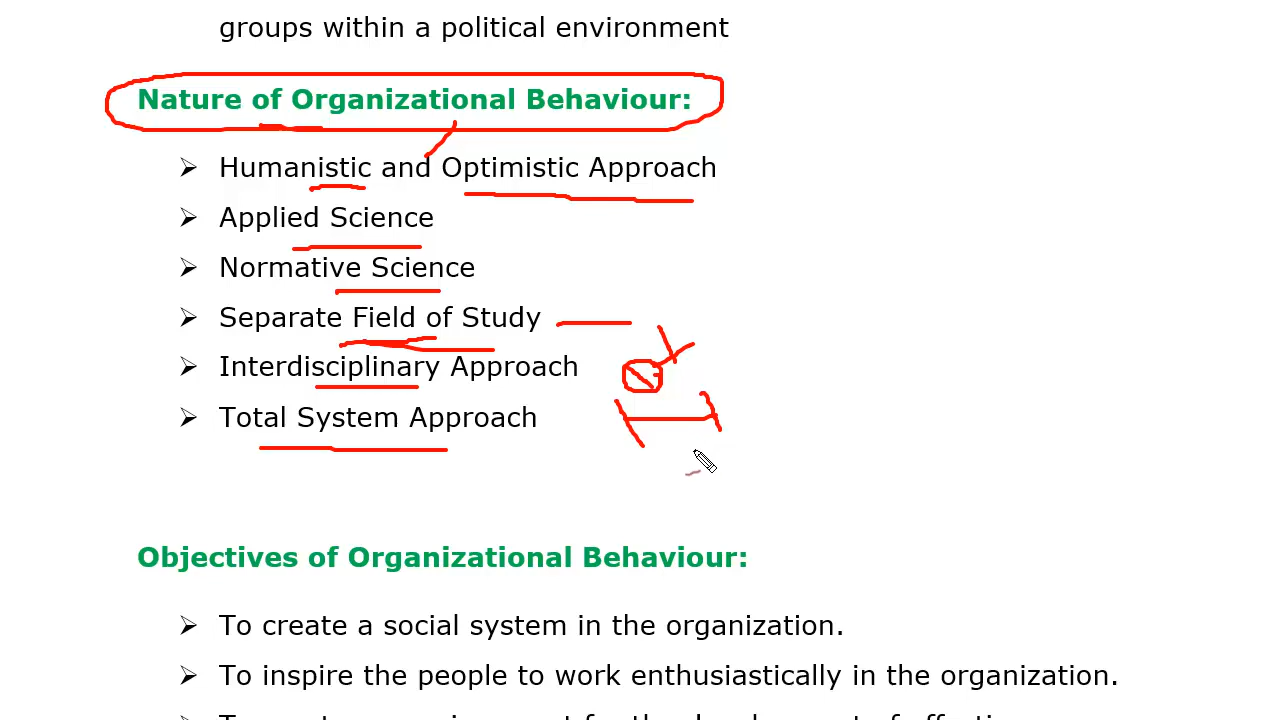 groups within a political environment
Nature of Organizational Behaviour:
➢ Humanistic and Optimistic Approach
➢ Applied Science
➢ Normative Science
➢ Separate Field of Study
➢ Interdisciplinary Approach
➢ Total System Approach
Objectives of Organizational Behaviour:
➢ To create a social system in the organization.
➢ To inspire the people to work enthusiastically in the organization.